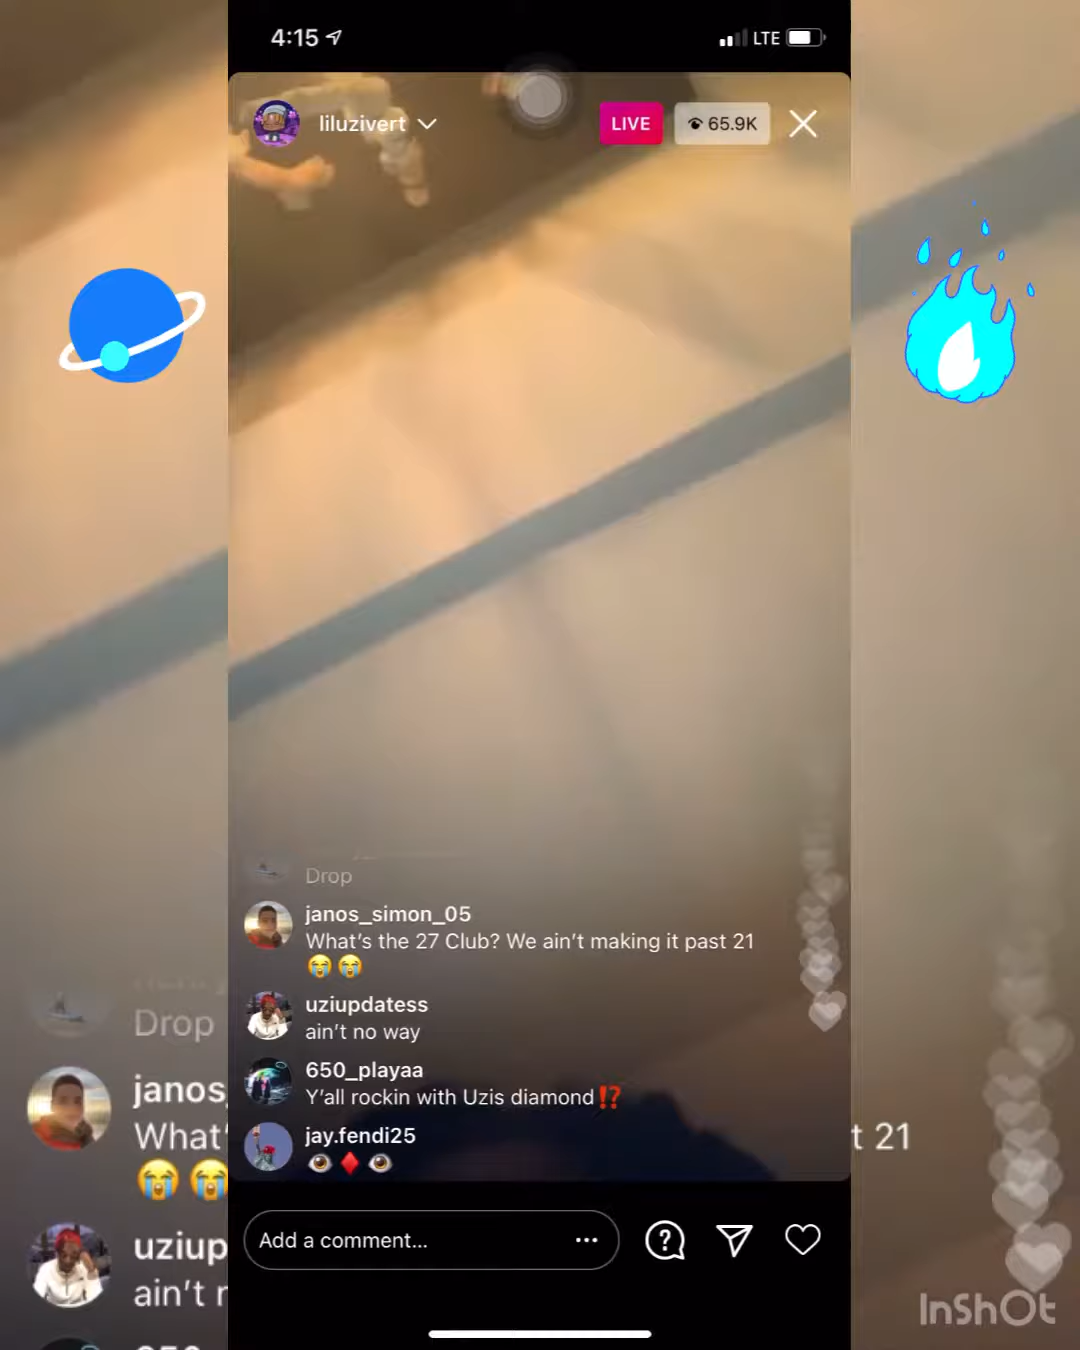 4:15
LTE
liluzivert
LIVE
65.9K
Drop
janos_simon_05
What's the 27 Club? We ain't making it past 21
😭😭
uziupdatess
ain't no way
650_playaa
Y'all rockin with Uzis diamond⁉️
jay.fendi25
👁️♦️👁️
Add a comment...
Drop
janos_
What'
t 21
😭😭
uziup
ain't r
InShOt